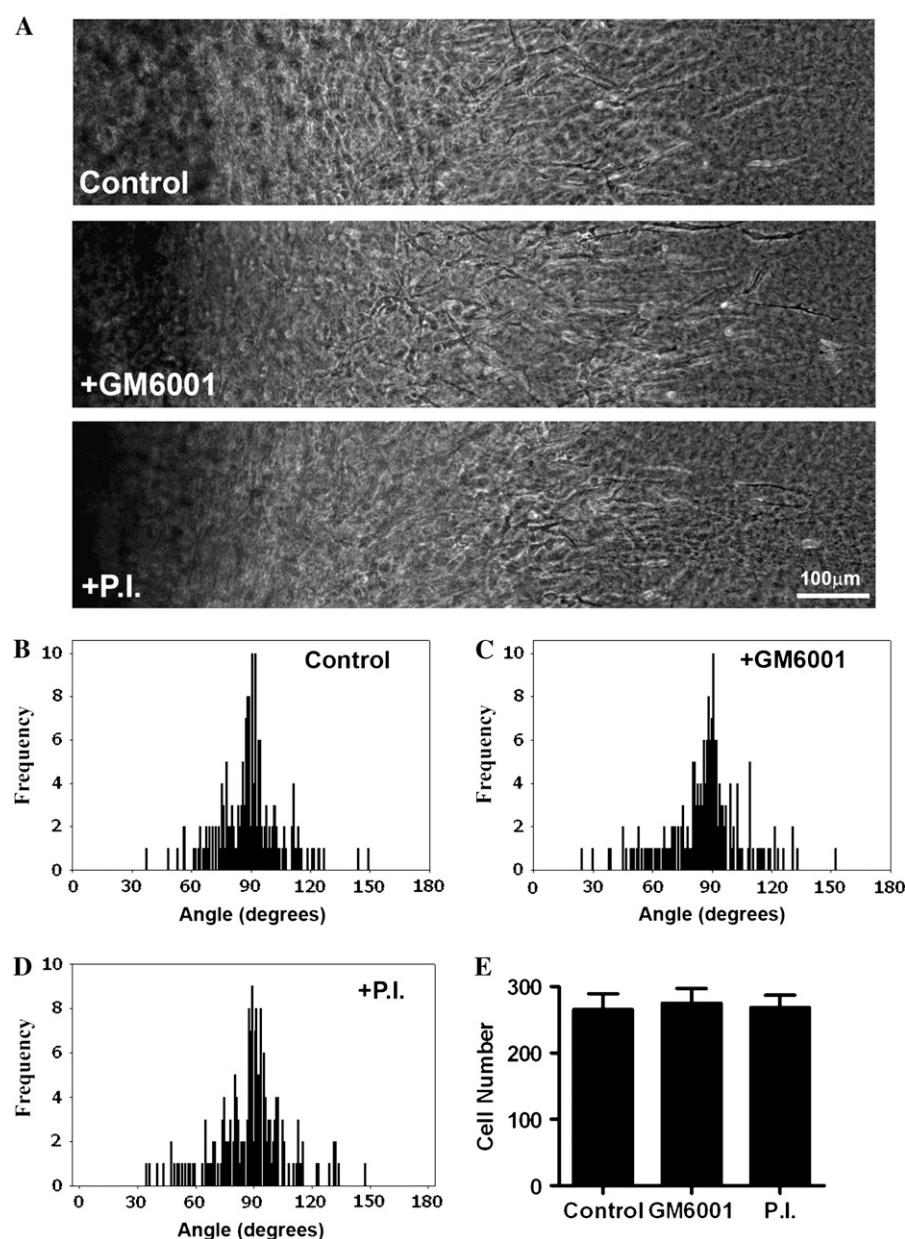 A
Control
+GM6001
+P.I.
100μm
B
Control
Frequency
10
8
6
4
2
0
0 30 60 90 120 150 180
Angle (degrees)
C
+GM6001
Frequency
10
8
6
4
2
0
0 30 60 90 120 150 180
Angle (degrees)
D
+P.I.
Frequency
10
8
6
4
2
0
0 30 60 90 120 150 180
Angle (degrees)
E
Cell Number
300
200
100
0
Control GM6001 P.I.